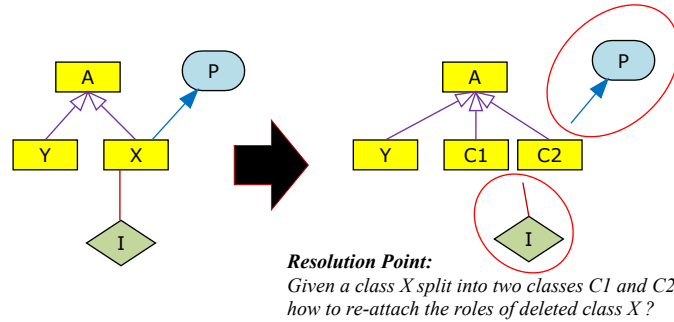 A
P
Y
X
I
A
P
Y
C1
C2
I
Resolution Point:
Given a class X split into two classes C1 and C2
how to re-attach the roles of deleted class X ?